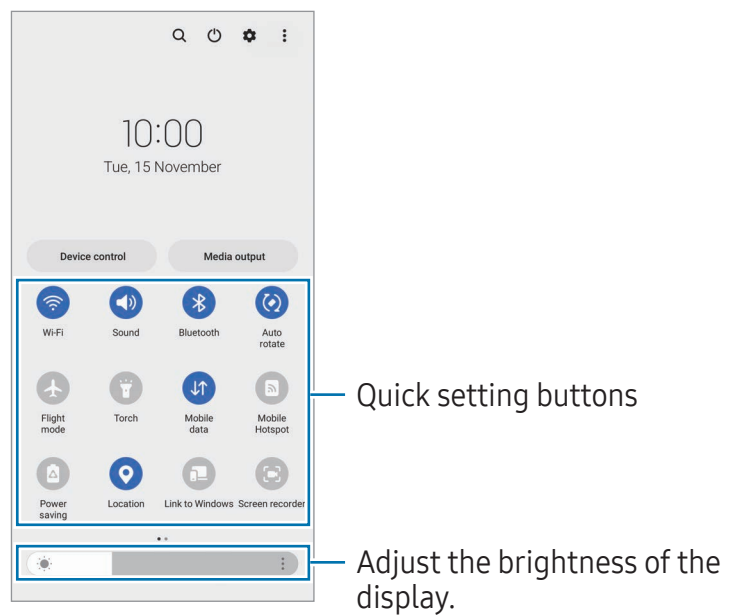 10:00
Tue, 15 November
Device control
Media output
Wi-Fi
Sound
Bluetooth
Auto
rotate
Flight
mode
Torch
Mobile
data
Mobile
Hotspot
Power
saving
Location
Link to Windows
Screen recorder
Quick setting buttons
Adjust the brightness of the
display.